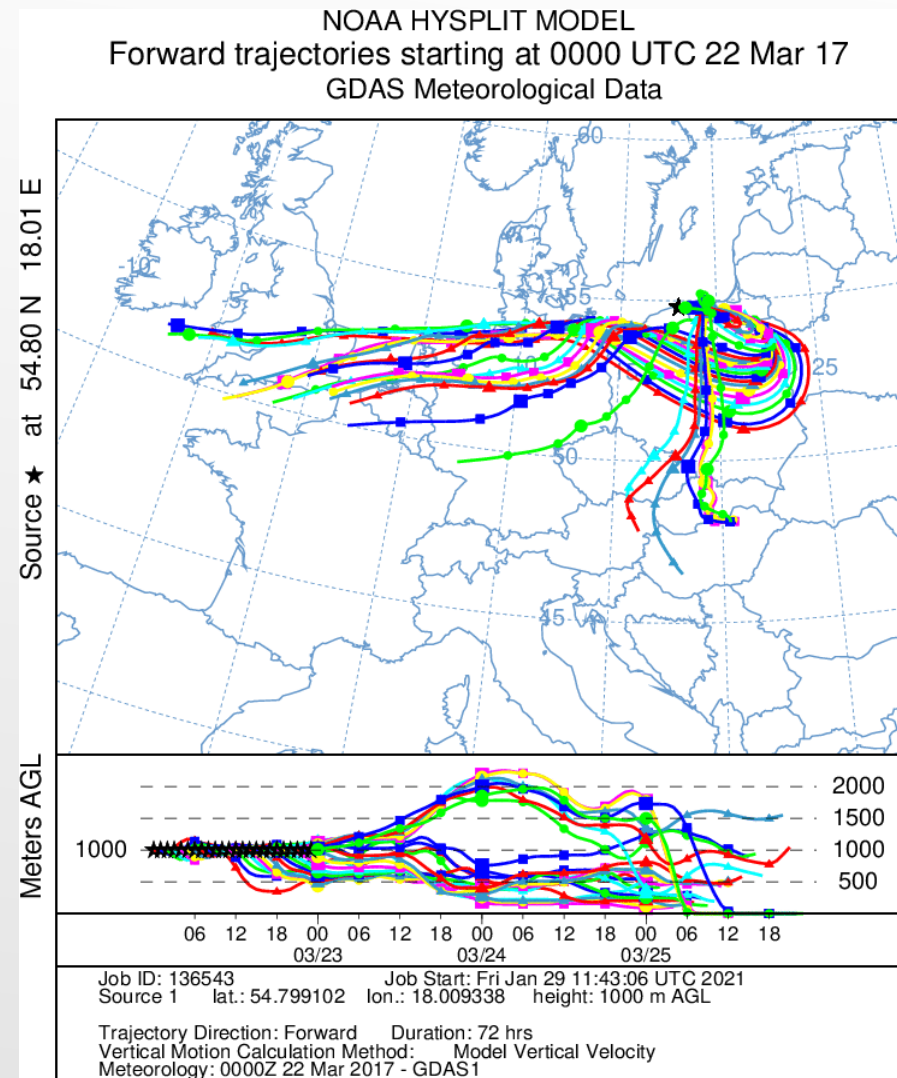 NOAA HYSPLIT MODEL
Forward trajectories starting at 0000 UTC 22 Mar 17
GDAS Meteorological Data
Source ★ at 54.80 N 18.01 E
60
-10
-5
55
25
10
50
45
Meters AGL
2000
1500
1000 1000
500
06 12 18 00 06 12 18 00 06 12 18 00 06 12 18
03/23 03/24 03/25
Job ID: 136543 Job Start: Fri Jan 29 11:43:06 UTC 2021
Source 1 lat.: 54.799102 lon.: 18.009338 height: 1000 m AGL
Trajectory Direction: Forward Duration: 72 hrs
Vertical Motion Calculation Method: Model Vertical Velocity
Meteorology: 0000Z 22 Mar 2017 - GDAS1